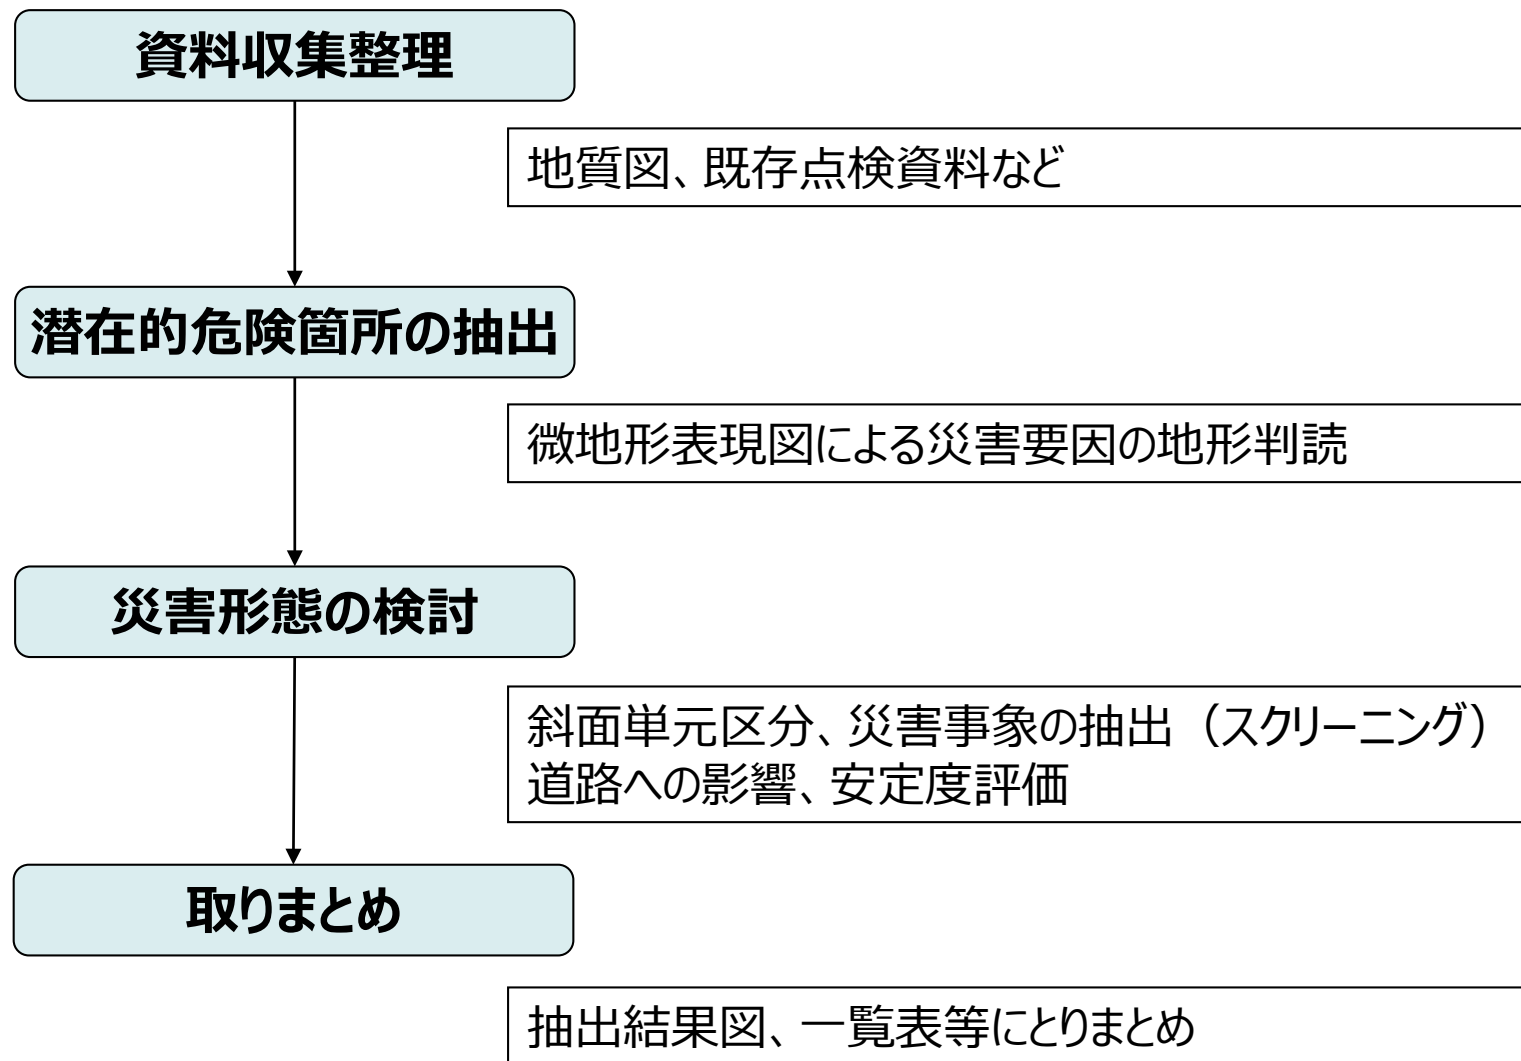 資料収集整理
地質図、既存点検資料など
潜在的危険箇所の抽出
微地形表現図による災害要因の地形判読
災害形態の検討
斜面単元区分、災害事象の抽出（スクリーニング）
道路への影響、安定度評価
取りまとめ
抽出結果図、一覧表等にとりまとめ